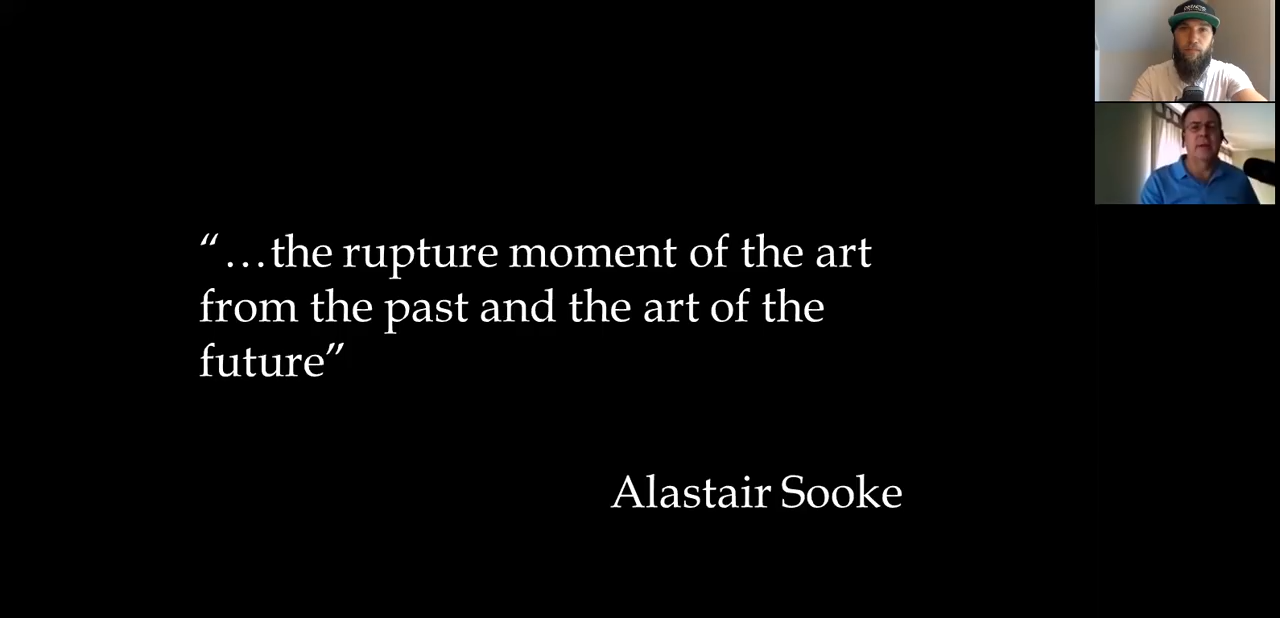 “…the rupture moment of the art
from the past and the art of the
future”
Alastair Sooke